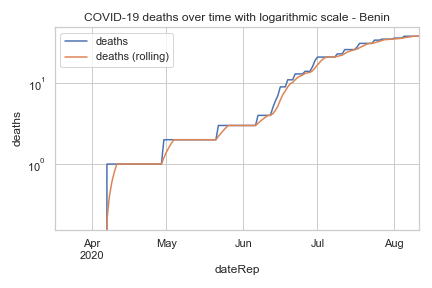 COVID-19 deaths over time with logarithmic scale - Benin
deaths
deaths (rolling)
10¹
10⁰
deaths
Apr
2020
May
Jun
Jul
Aug
dateRep